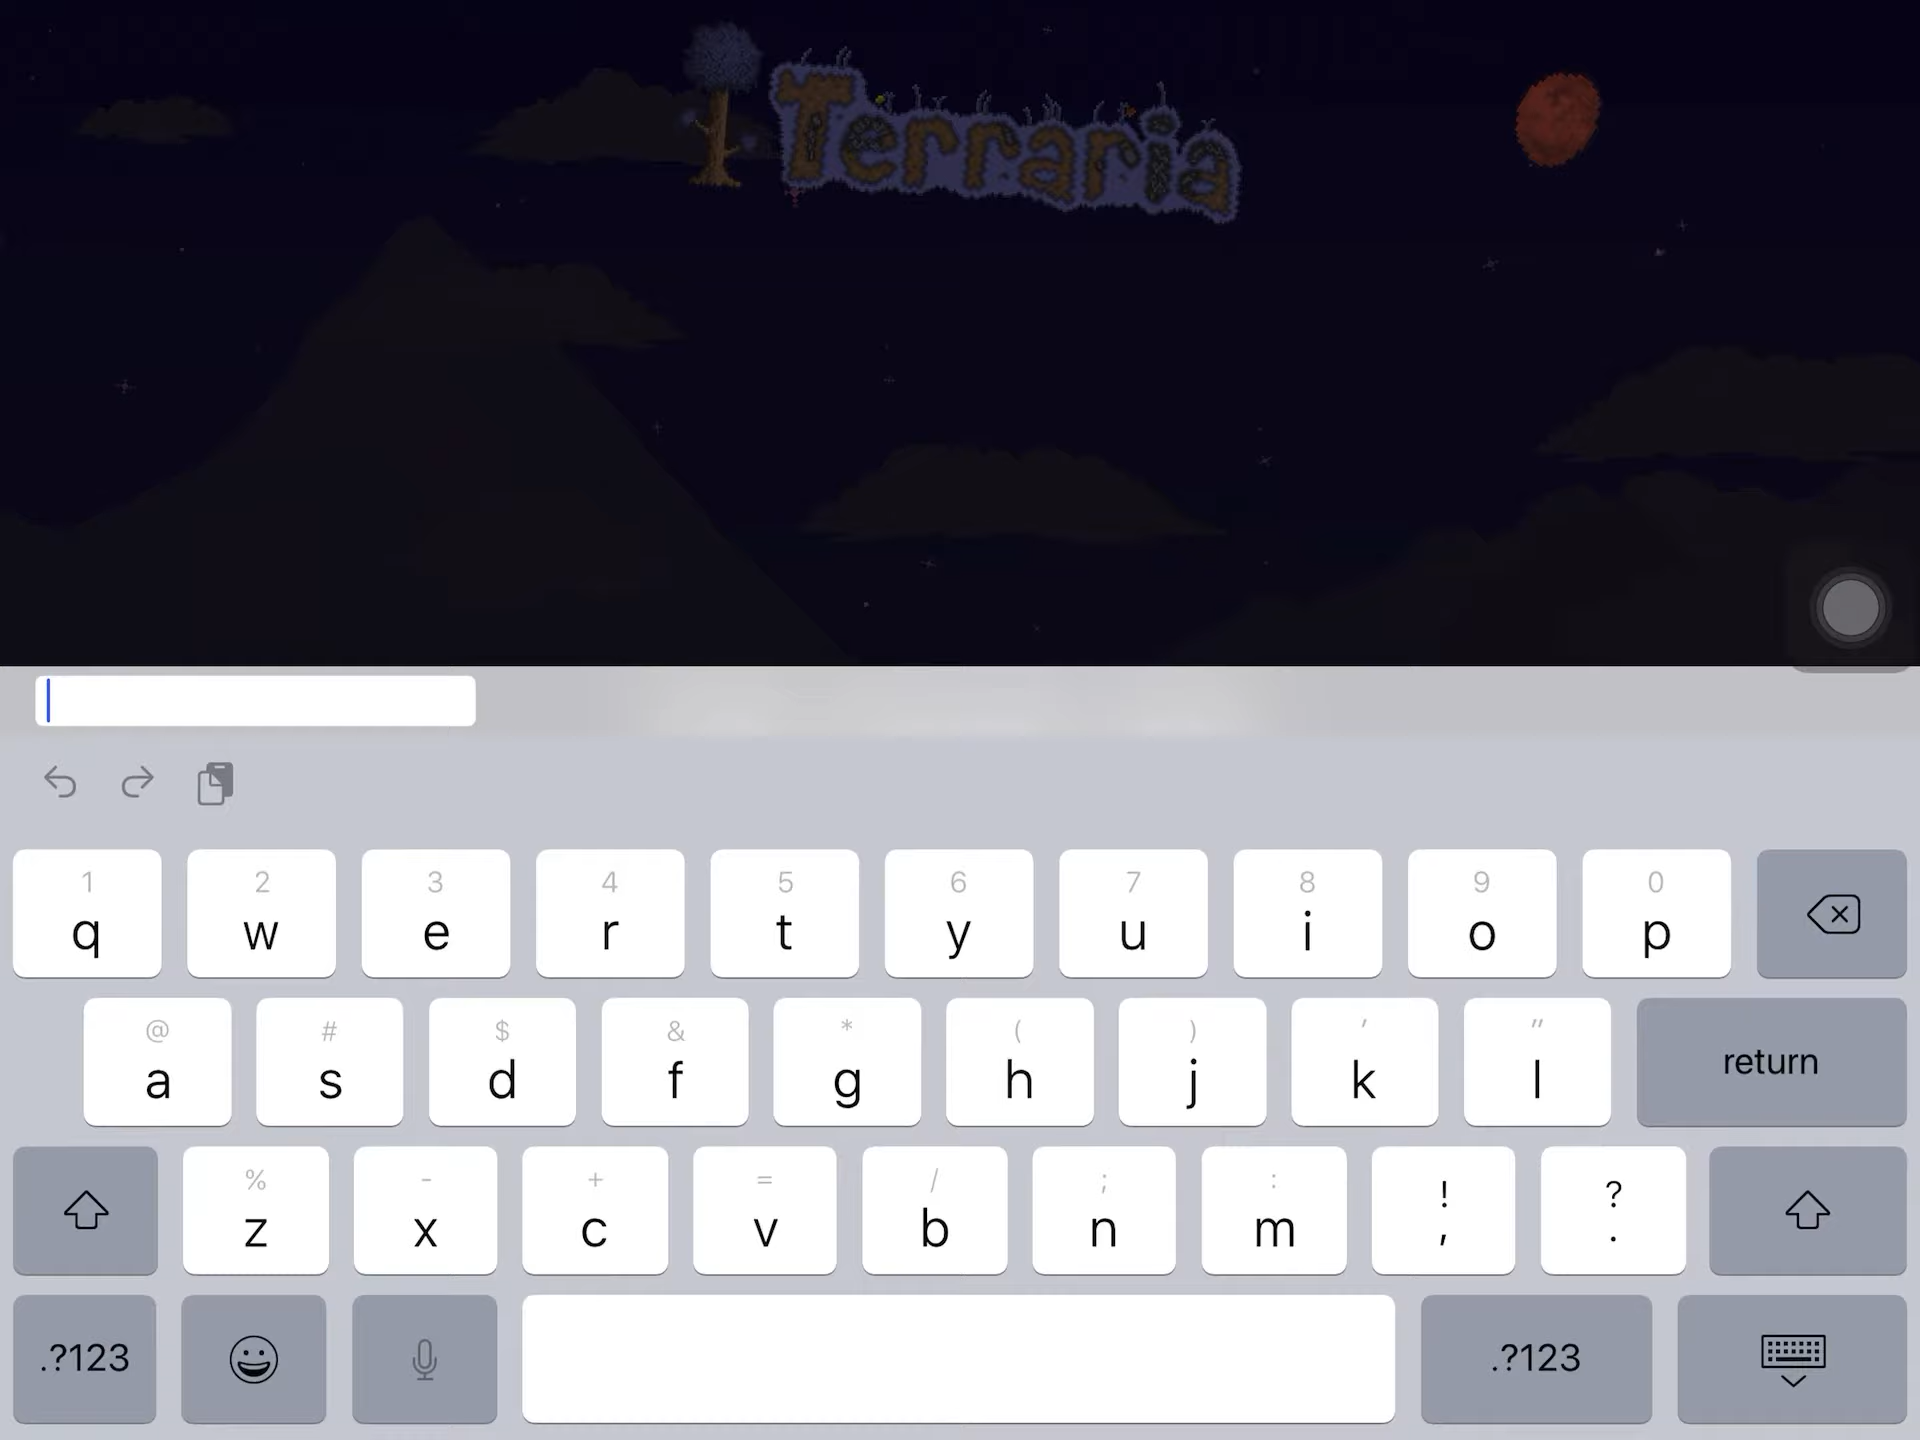 Terraria
1 2 3 4 5 6 7 8 9 0
q w e r t y u i o p
@ # $ & * ( ) ' "
a s d f g h j k l return
% - + = / ; : ! ?
z x c v b n m , .
.?123 .?123